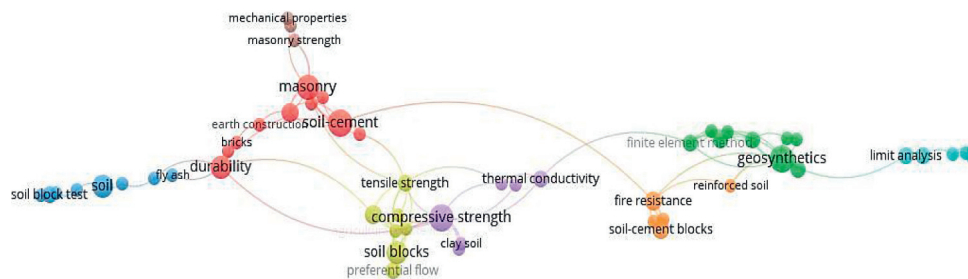 mechanical properties
masonry strength
masonry
earth construction
soil-cement
bricks
finite element method
durability
geosynthetics
limit analysis
fly ash
soil
tensile strength
thermal conductivity
reinforced soil
soil block test
fire resistance
compressive strength
soil-cement blocks
clay soil
soil blocks
preferential flow